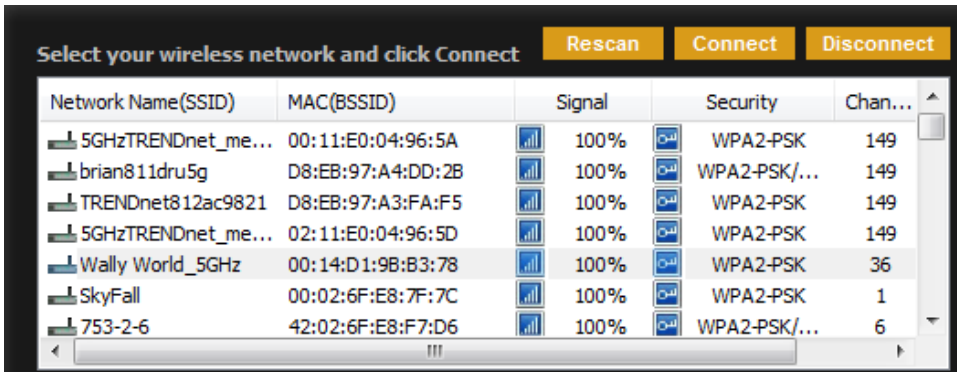 Select your wireless network and click Connect Rescan Connect Disconnect
Network Name(SSID) MAC(BSSID) Signal Security Chan...
5GHzTRENDnet_me... 00:11:E0:04:96:5A 100% WPA2-PSK 149
brian811dru5g D8:EB:97:A4:DD:2B 100% WPA2-PSK/... 149
TRENDnet812ac9821 D8:EB:97:A3:FA:F5 100% WPA2-PSK 149
5GHzTRENDnet_me... 02:11:E0:04:96:5D 100% WPA2-PSK 149
Wally World_5GHz 00:14:D1:9B:B3:78 100% WPA2-PSK 36
SkyFall 00:02:6F:E8:7F:7C 100% WPA2-PSK 1
753-2-6 42:02:6F:E8:F7:D6 100% WPA2-PSK/... 6